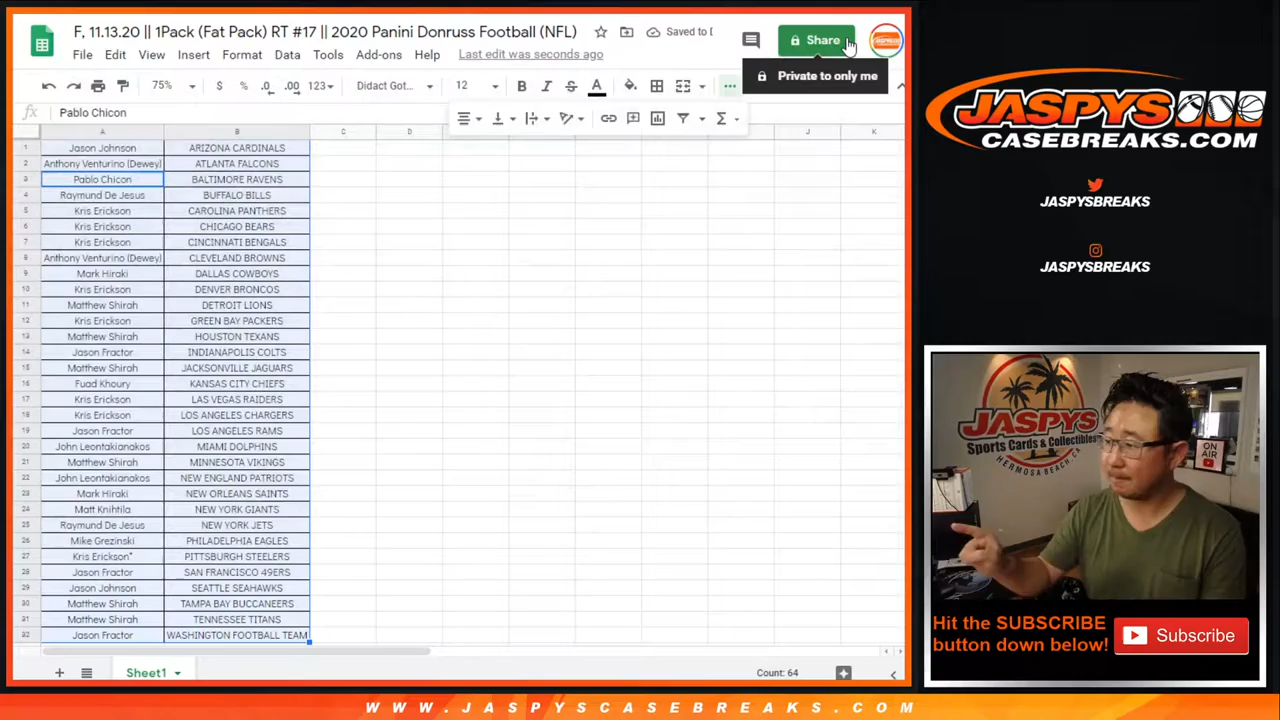 F, 11.13.20 || 1Pack (Fat Pack) RT #17 || 2020 Panini Donruss Football (NFL)
Saved to D
Share
File Edit View Insert Format Data Tools Add-ons Help Last edit was seconds ago
Private to only me
75% $ % .0 .00 123 Didact Got... 12 B I S A
fx Pablo Chicon
A B C D J K
1 Jason Johnson ARIZONA CARDINALS
2 Anthony Venturino (Dewey) ATLANTA FALCONS
3 Pablo Chicon BALTIMORE RAVENS
4 Raymund De Jesus BUFFALO BILLS
5 Kris Erickson CAROLINA PANTHERS
6 Kris Erickson CHICAGO BEARS
7 Kris Erickson CINCINNATI BENGALS
8 Anthony Venturino (Dewey) CLEVELAND BROWNS
9 Mark Hiraki DALLAS COWBOYS
10 Kris Erickson DENVER BRONCOS
11 Matthew Shirah DETROIT LIONS
12 Kris Erickson GREEN BAY PACKERS
13 Matthew Shirah HOUSTON TEXANS
14 Jason Fractor INDIANAPOLIS COLTS
15 Matthew Shirah JACKSONVILLE JAGUARS
16 Fuad Khoury KANSAS CITY CHIEFS
17 Kris Erickson LAS VEGAS RAIDERS
18 Kris Erickson LOS ANGELES CHARGERS
19 Jason Fractor LOS ANGELES RAMS
20 John Leontakianakos MIAMI DOLPHINS
21 Matthew Shirah MINNESOTA VIKINGS
22 John Leontakianakos NEW ENGLAND PATRIOTS
23 Mark Hiraki NEW ORLEANS SAINTS
24 Matt Knihtila NEW YORK GIANTS
25 Raymund De Jesus NEW YORK JETS
26 Mike Grezinski PHILADELPHIA EAGLES
27 Kris Erickson* PITTSBURGH STEELERS
28 Jason Fractor SAN FRANCISCO 49ERS
29 Jason Johnson SEATTLE SEAHAWKS
30 Matthew Shirah TAMPA BAY BUCCANEERS
31 Matthew Shirah TENNESSEE TITANS
32 Jason Fractor WASHINGTON FOOTBALL TEAM
Sheet1
Count: 64
JASPYS
CASEBREAKS.COM
JASPYSBREAKS
JASPYSBREAKS
JASPYS
Sports Cards & Collectibles
HERMOSA BEACH, CA
ON AIR
Hit the SUBSCRIBE
button down below!
Subscribe
WWW.JASPYSCASEBREAKS.COM